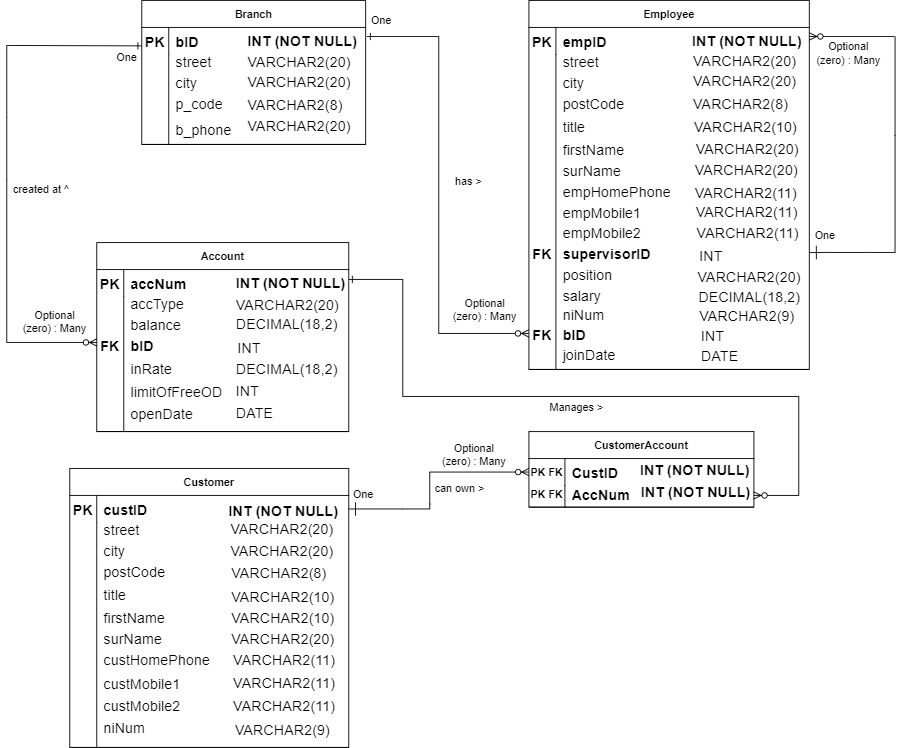 Branch
PK bID INT (NOT NULL)
street VARCHAR2(20)
city VARCHAR2(20)
p_code VARCHAR2(8)
b_phone VARCHAR2(20)
One
One
created at ^
Optional
(zero) : Many
has >
Optional
(zero) : Many
Employee
PK empID INT (NOT NULL)
street VARCHAR2(20)
city VARCHAR2(20)
postCode VARCHAR2(8)
title VARCHAR2(10)
firstName VARCHAR2(20)
surName VARCHAR2(20)
empHomePhone VARCHAR2(11)
empMobile1 VARCHAR2(11)
empMobile2 VARCHAR2(11)
FK supervisorID INT
position VARCHAR2(20)
salary DECIMAL(18,2)
niNum VARCHAR2(9)
FK bID INT
joinDate DATE
Optional
(zero) : Many
One
Account
PK accNum INT (NOT NULL)
accType VARCHAR2(20)
balance DECIMAL(18,2)
FK bID INT
inRate DECIMAL(18,2)
limitOfFreeOD INT
openDate DATE
Manages >
CustomerAccount
PK FK CustID INT (NOT NULL)
PK FK AccNum INT (NOT NULL)
Optional
(zero) : Many
can own >
One
Customer
PK custID INT (NOT NULL)
street VARCHAR2(20)
city VARCHAR2(20)
postCode VARCHAR2(8)
title VARCHAR2(10)
firstName VARCHAR2(10)
surName VARCHAR2(20)
custHomePhone VARCHAR2(11)
custMobile1 VARCHAR2(11)
custMobile2 VARCHAR2(11)
niNum VARCHAR2(9)